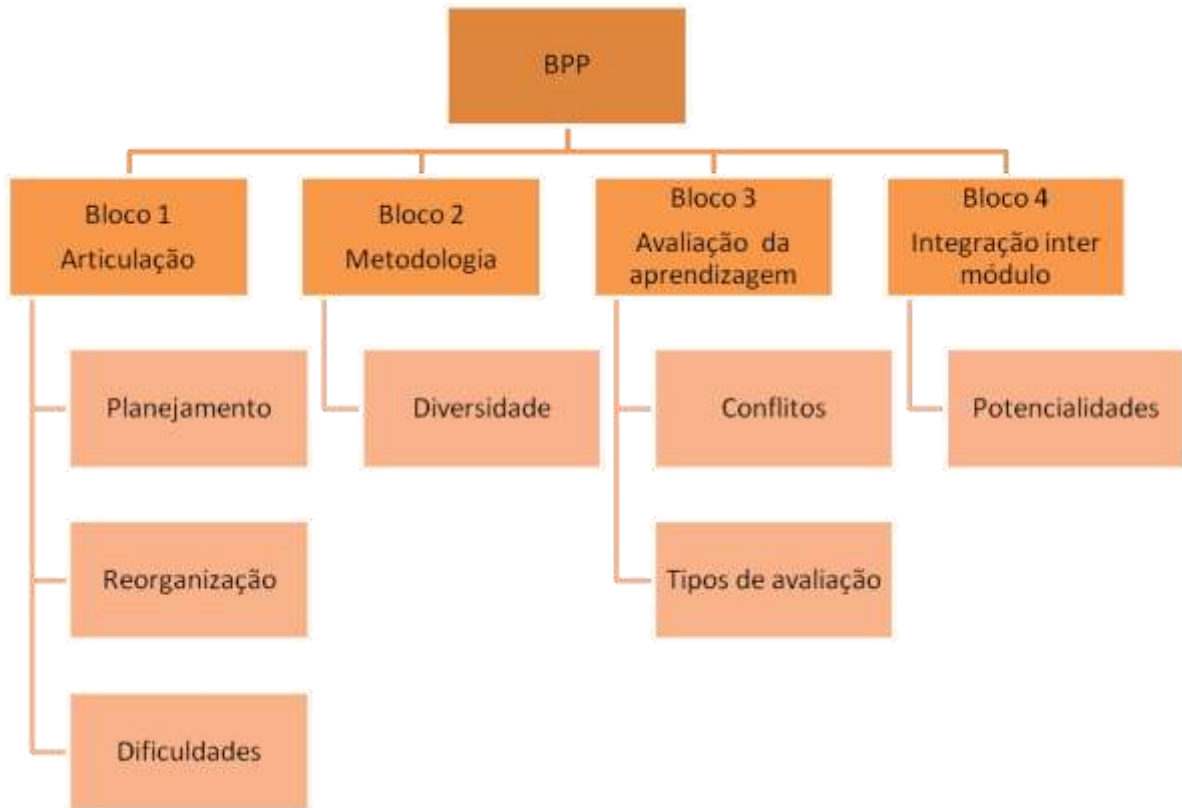 BPP
Bloco 1
Articulação
Bloco 2
Metodologia
Bloco 3
Avaliação da
aprendizagem
Bloco 4
Integração inter
módulo
Planejamento
Diversidade
Conflitos
Potencialidades
Reorganização
Tipos de avaliação
Dificuldades